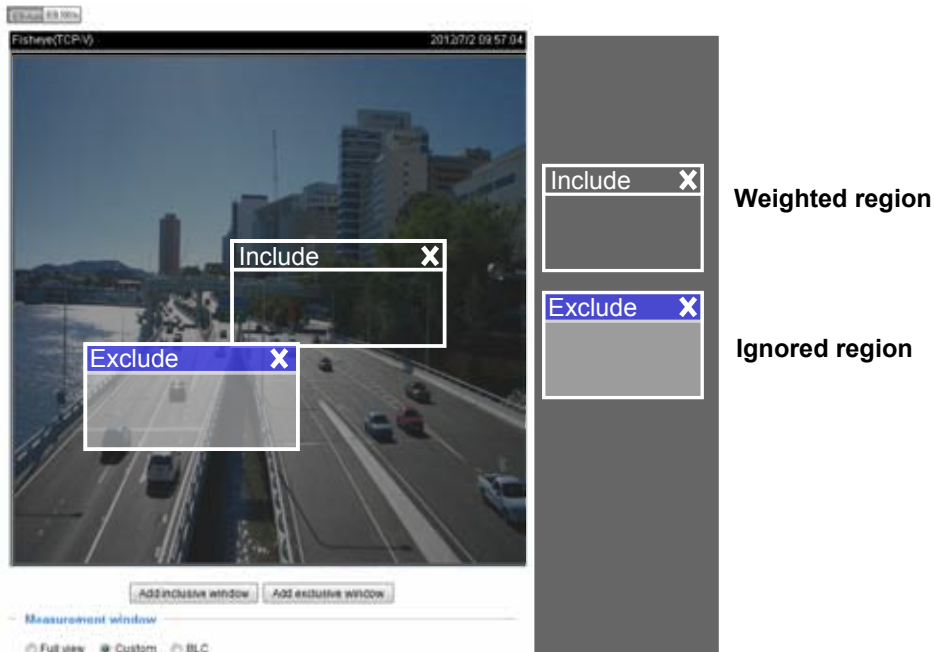 Fisheye(TCP-V) 2012/7/2 09:57:04
Include
Weighted region
Include
Exclude
Ignored region
Exclude
Add inclusive window Add exclusive window
Measurement window
Full view Custom BLC